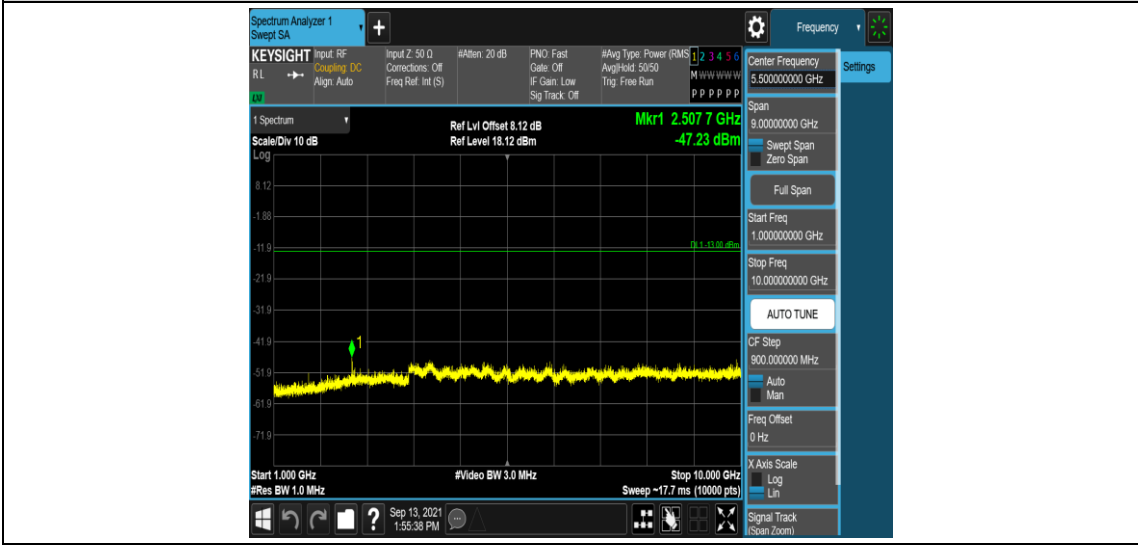 Spectrum Analyzer 1
Swept SA
Frequency
KEYSIGHT
RL
LM
Input: RF
Coupling: DC
Align: Auto
Input Z: 50 Ω
Corrections: Off
Freq Ref: Int (S)
#Atten: 20 dB
PNO: Fast
Gate: Off
IF Gain: Low
Sig Track: Off
#Avg Type: Power (RMS
Avg|Hold: 50/50
Trig: Free Run
1 2 3 4 5 6
M W W W W W
P P P P P P
1 Spectrum
Scale/Div 10 dB
Log
Ref Lvl Offset 8.12 dB
Ref Level 18.12 dBm
Mkr1 2.507 7 GHz
-47.23 dBm
8.12
-1.88
-11.9
DL1 -13.00 dBm
-21.9
-31.9
-41.9
1
-51.9
-61.9
-71.9
Start 1.000 GHz
#Res BW 1.0 MHz
#Video BW 3.0 MHz
Stop 10.000 GHz
Sweep ~17.7 ms (10000 pts)
?
Sep 13, 2021
1:55:38 PM
Center Frequency
5.500000000 GHz
Settings
Span
9.00000000 GHz
Swept Span
Zero Span
Full Span
Start Freq
1.000000000 GHz
Stop Freq
10.000000000 GHz
AUTO TUNE
CF Step
900.000000 MHz
Auto
Man
Freq Offset
0 Hz
X Axis Scale
Log
Lin
Signal Track
(Span Zoom)